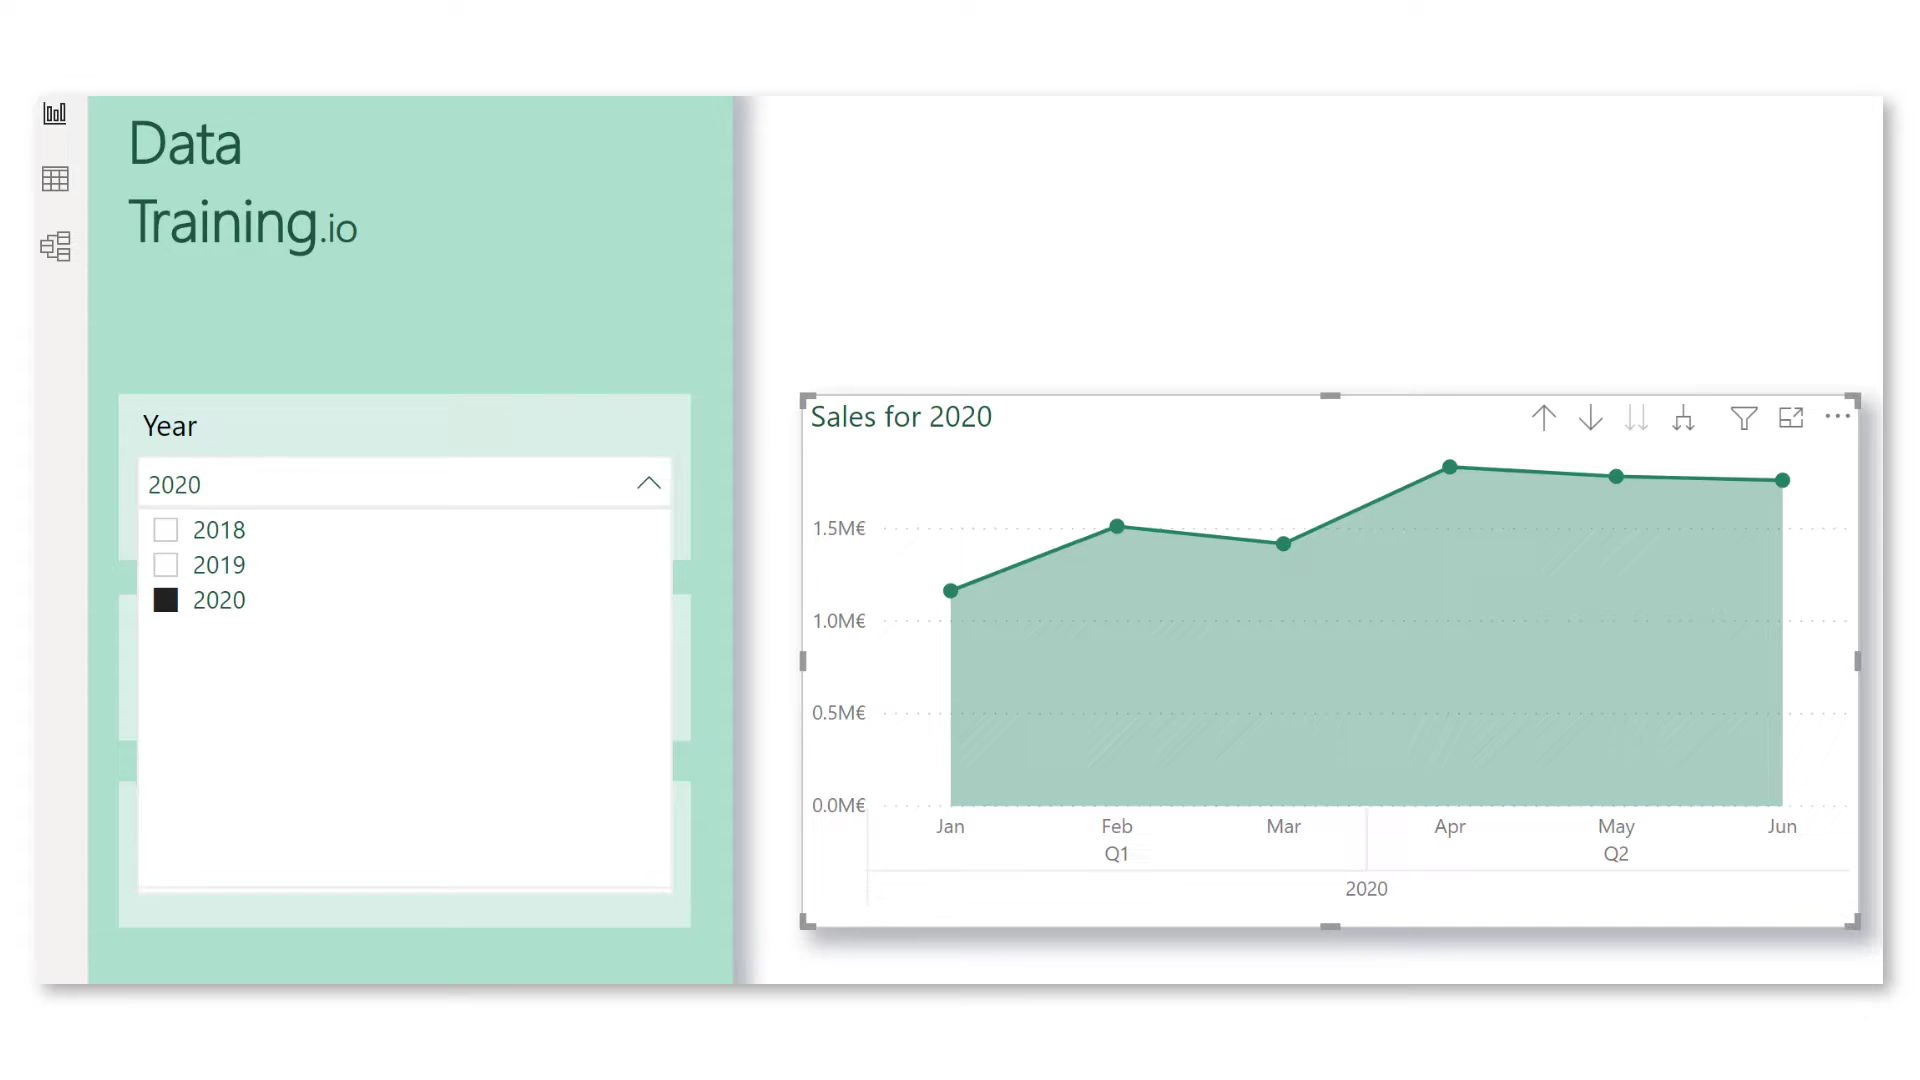 Data
Training.io
Year
2020
2018
2019
2020
Sales for 2020
1.5M€
1.0M€
0.5M€
0.0M€
Jan Feb Mar Apr May Jun
Q1 Q2
2020